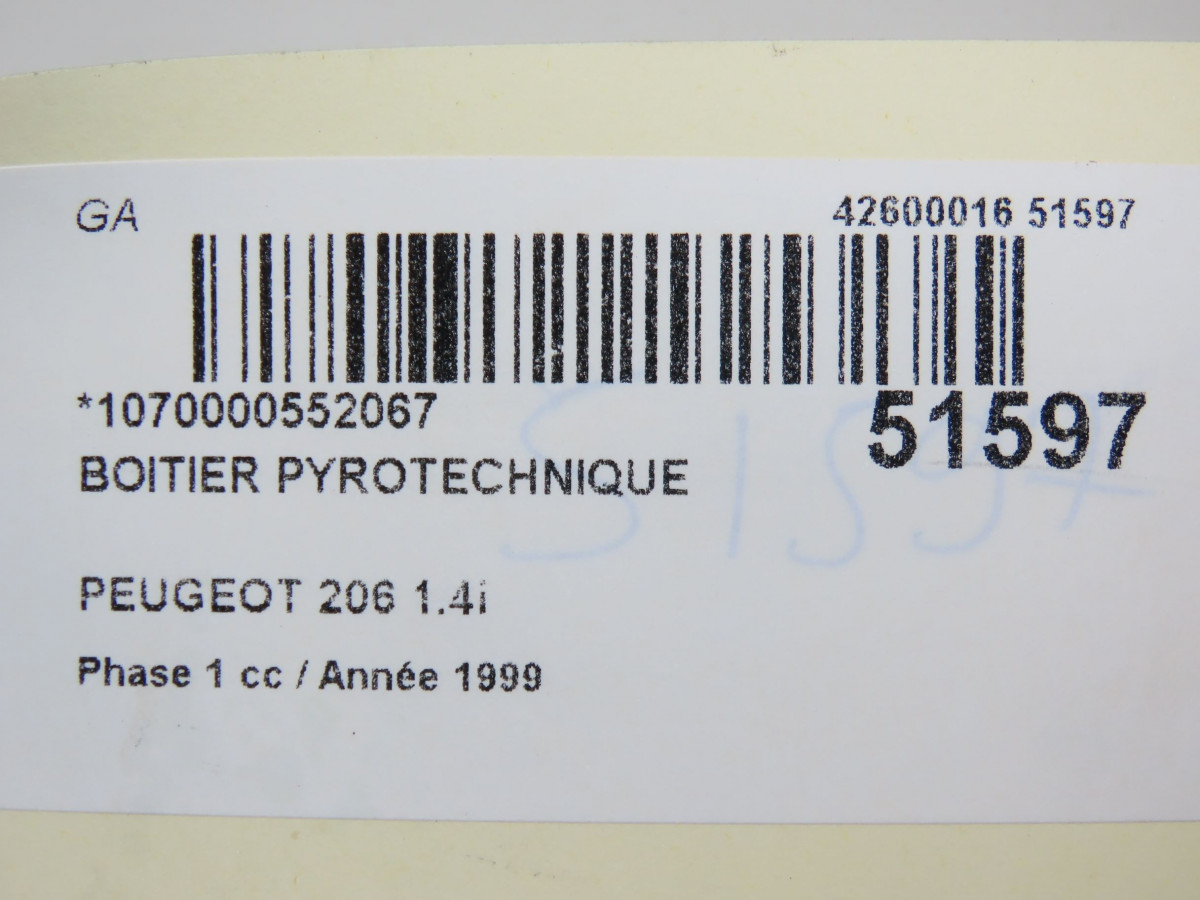 GA
42600016 51597
*1070000552067
51597
BOITIER PYROTECHNIQUE
51597
PEUGEOT 206 1.4i
Phase 1 cc / Année 1999